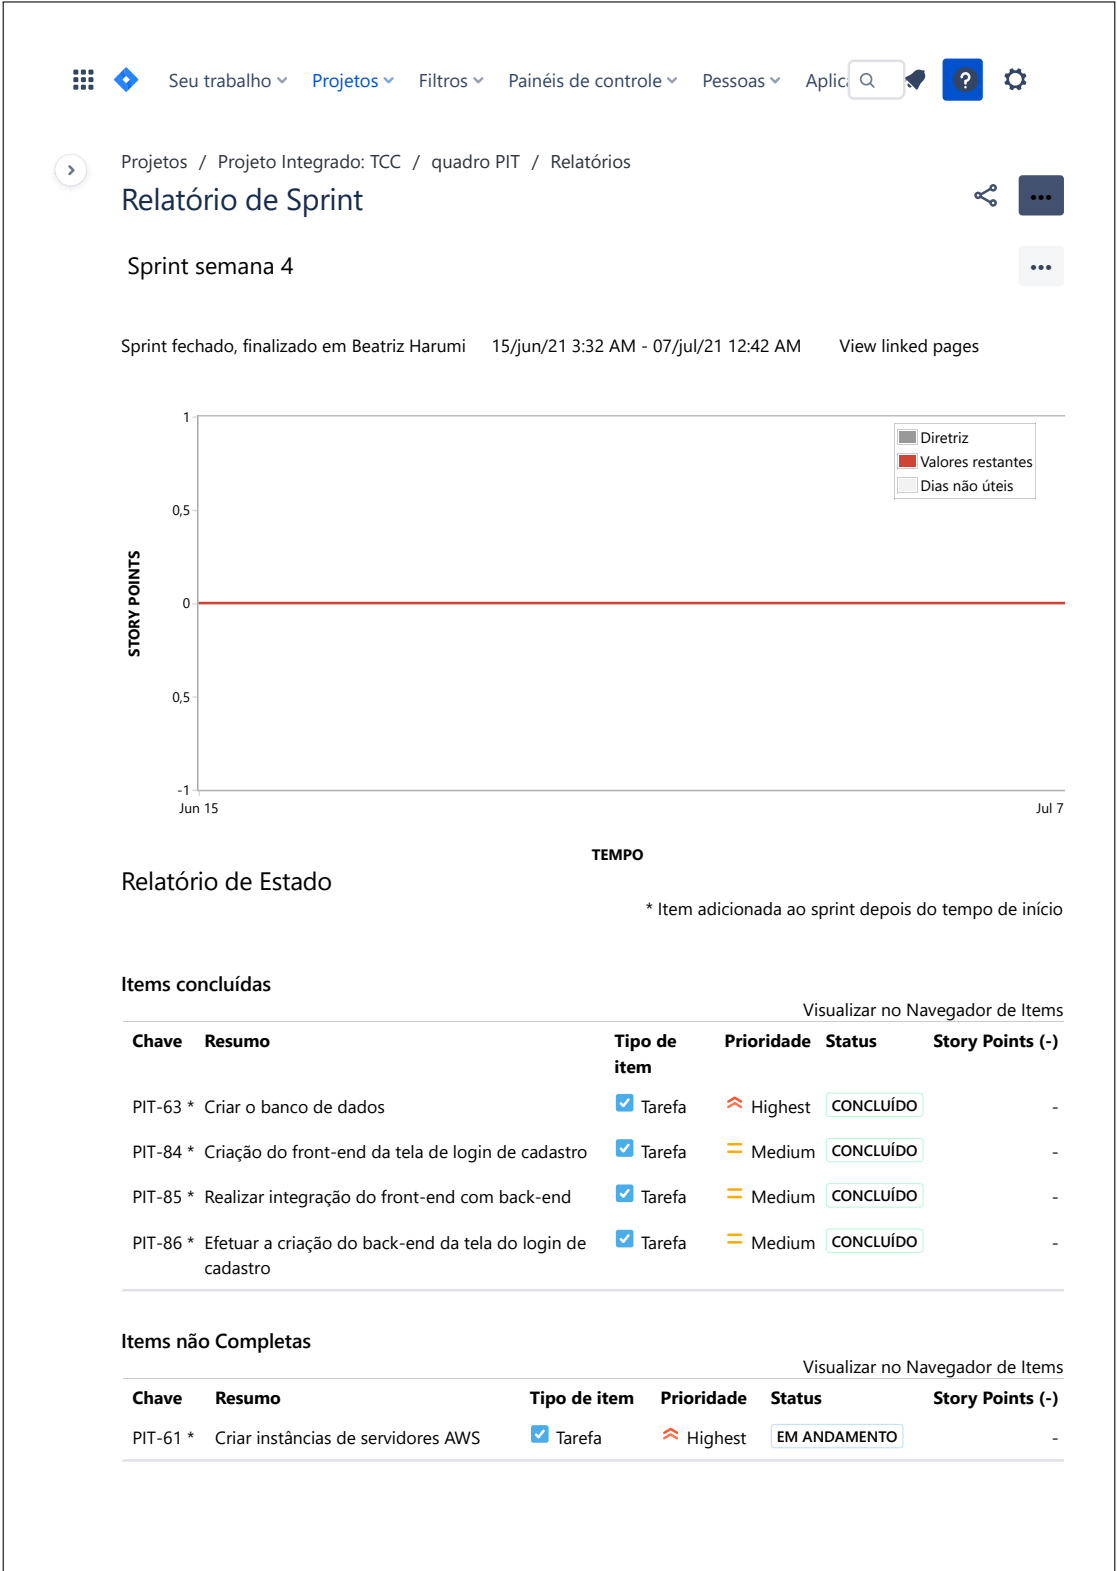 Seu trabalho Projetos Filtros Painéis de controle Pessoas Aplica
Projetos / Projeto Integrado: TCC / quadro PIT / Relatórios
Relatório de Sprint
Sprint semana 4
Sprint fechado, finalizado em Beatriz Harumi 15/jun/21 3:32 AM - 07/jul/21 12:42 AM View linked pages
1
Diretriz
Valores restantes
Dias não úteis
0,5
STORY POINTS
0
0,5
-1
Jun 15 Jul 7
TEMPO
Relatório de Estado
* Item adicionada ao sprint depois do tempo de início
Items concluídas
Visualizar no Navegador de Items
Chave Resumo Tipo de item Prioridade Status Story Points (-)
PIT-63 * Criar o banco de dados Tarefa Highest CONCLUÍDO -
PIT-84 * Criação do front-end da tela de login de cadastro Tarefa Medium CONCLUÍDO -
PIT-85 * Realizar integração do front-end com back-end Tarefa Medium CONCLUÍDO -
PIT-86 * Efetuar a criação do back-end da tela do login de Tarefa Medium CONCLUÍDO -
cadastro
Items não Completas
Visualizar no Navegador de Items
Chave Resumo Tipo de item Prioridade Status Story Points (-)
PIT-61 * Criar instâncias de servidores AWS Tarefa Highest EM ANDAMENTO -